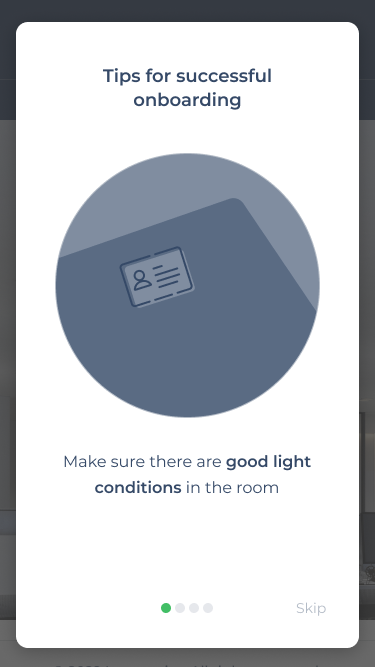 Tips for successful
onboarding
Make sure there are good light
conditions in the room
Skip